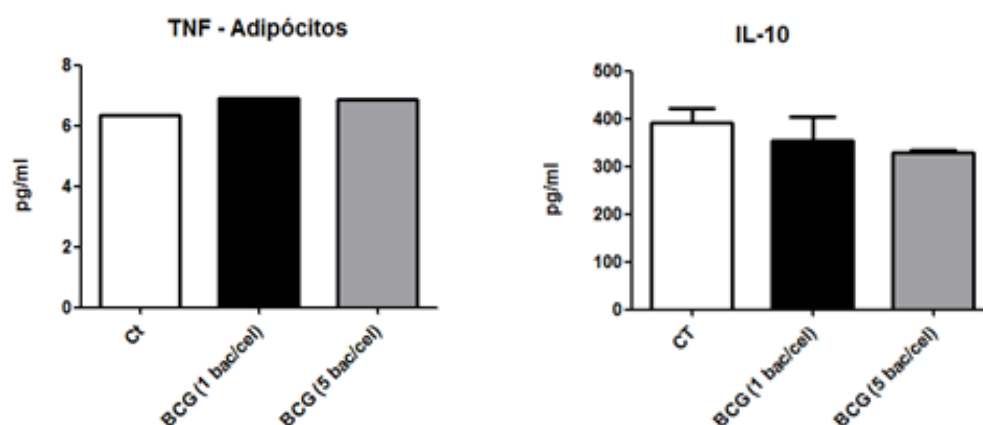 TNF - Adipócitos
8
6
4
2
0
pg/ml
Ct
BCG (1 bac/cel)
BCG (5 bac/cel)
IL-10
500
400
300
200
100
0
pg/ml
CT
BCG (1 bac/cel)
BCG (5 bac/cel)